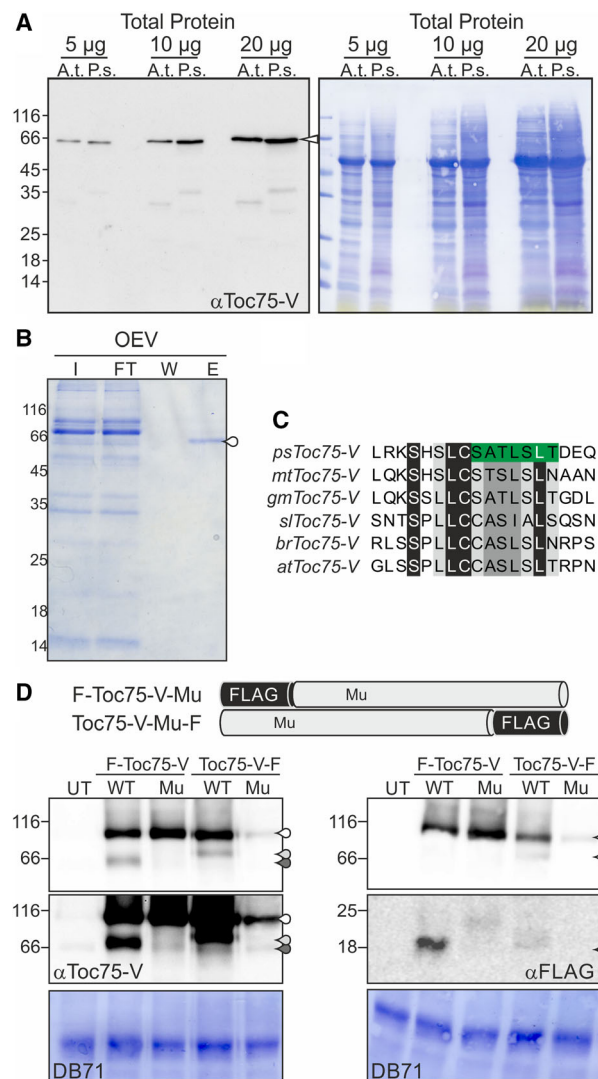 A
Total Protein
Total Protein
5 µg 10 µg 20 µg
5 µg 10 µg 20 µg
A.t. P.s. A.t. P.s. A.t. P.s.
A.t. P.s. A.t. P.s. A.t. P.s.
116
66
45
35
25
18
14
αToc75-V
B
OEV
I FT W E
116
66
45
35
25
18
14
C
psToc75-V LRKSHSLCSATLSLTDEQ
mtToc75-V LQKSHSLCSTSLSLNAAN
gmToc75-V LQKSSLLCSATLSLTGDL
slToc75-V SNTSPLLCCASIALSQSN
brToc75-V RLSSPLLCCASLSLNRPS
atToc75-V GLSSPLLCCASLSLTRPN
D
F-Toc75-V-Mu FLAG Mu
Toc75-V-Mu-F Mu FLAG
F-Toc75-V Toc75-V-F
UT WT Mu WT Mu
116
66
116
66
αToc75-V
DB71
F-Toc75-V Toc75-V-F
UT WT Mu WT Mu
116
66
25
18
αFLAG
DB71